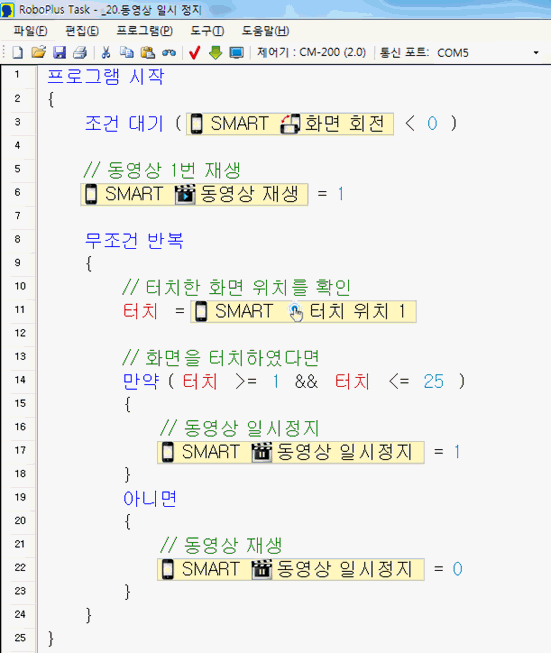 RoboPlus Task - _20.동영상 일시 정지
파일(F) 편집(E) 프로그램(P) 도구(T) 도움말(H)
제어기 : CM-200 (2.0) 통신 포트: COM5
1 프로그램 시작
2 {
3 조건 대기 ( SMART 화면 회전 < 0 )
4
5 // 동영상 1번 재생
6 SMART 동영상 재생 = 1
7
8 무조건 반복
9 {
10 // 터치한 화면 위치를 확인
11 터치 = SMART 터치 위치 1
12
13 // 화면을 터치하였다면
14 만약 ( 터치 >= 1 && 터치 <= 25 )
15 {
16 // 동영상 일시정지
17 SMART 동영상 일시정지 = 1
18 }
19 아니면
20 {
21 // 동영상 재생
22 SMART 동영상 일시정지 = 0
23 }
24 }
25 }